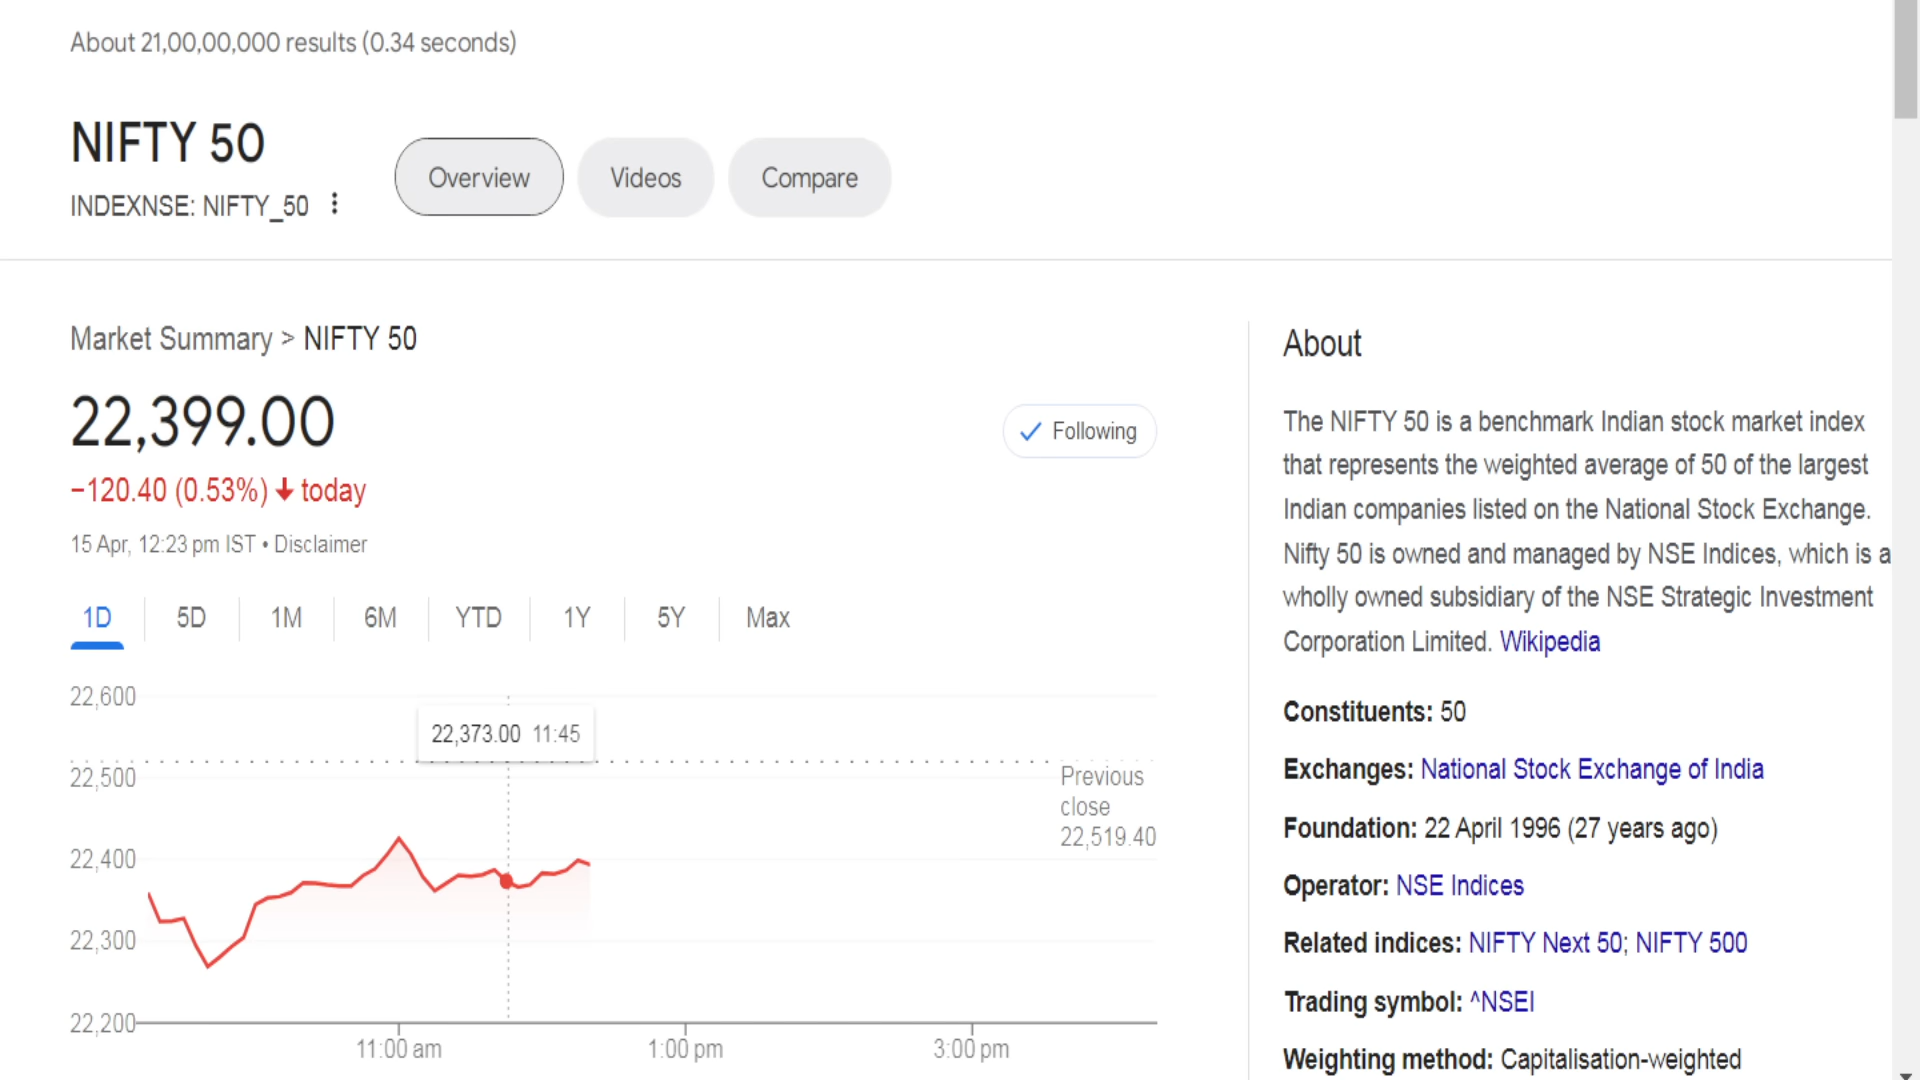 About 21,00,00,000 results (0.34 seconds)
NIFTY 50
INDEXNSE: NIFTY_50
Overview
Videos
Compare
Market Summary > NIFTY 50
22,399.00
Following
−120.40 (0.53%) ↓ today
15 Apr, 12:23 pm IST • Disclaimer
1D 5D 1M 6M YTD 1Y 5Y Max
22,600
22,373.00 11:45
22,500
Previous
close
22,519.40
22,400
22,300
22,200
11:00 am 1:00 pm 3:00 pm
About
The NIFTY 50 is a benchmark Indian stock market index
that represents the weighted average of 50 of the largest
Indian companies listed on the National Stock Exchange.
Nifty 50 is owned and managed by NSE Indices, which is a
wholly owned subsidiary of the NSE Strategic Investment
Corporation Limited. Wikipedia
Constituents: 50
Exchanges: National Stock Exchange of India
Foundation: 22 April 1996 (27 years ago)
Operator: NSE Indices
Related indices: NIFTY Next 50; NIFTY 500
Trading symbol: ^NSEI
Weighting method: Capitalisation-weighted